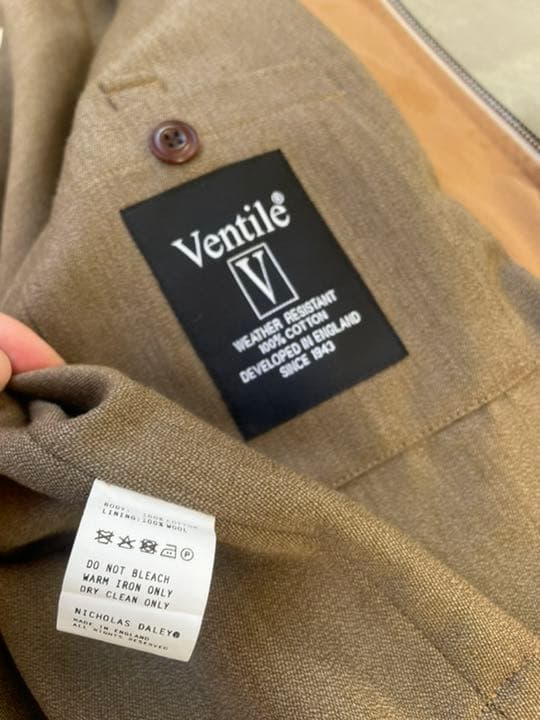 Ventile®
V
WEATHER RESISTANT
100% COTTON
DEVELOPED IN ENGLAND
SINCE 1943
BODY: 100% COTTON
LINING: 100% WOOL
P
DO NOT BLEACH
WARM IRON ONLY
DRY CLEAN ONLY
NICHOLAS DALEY®
MADE IN ENGLAND
ALL RIGHTS RESERVED